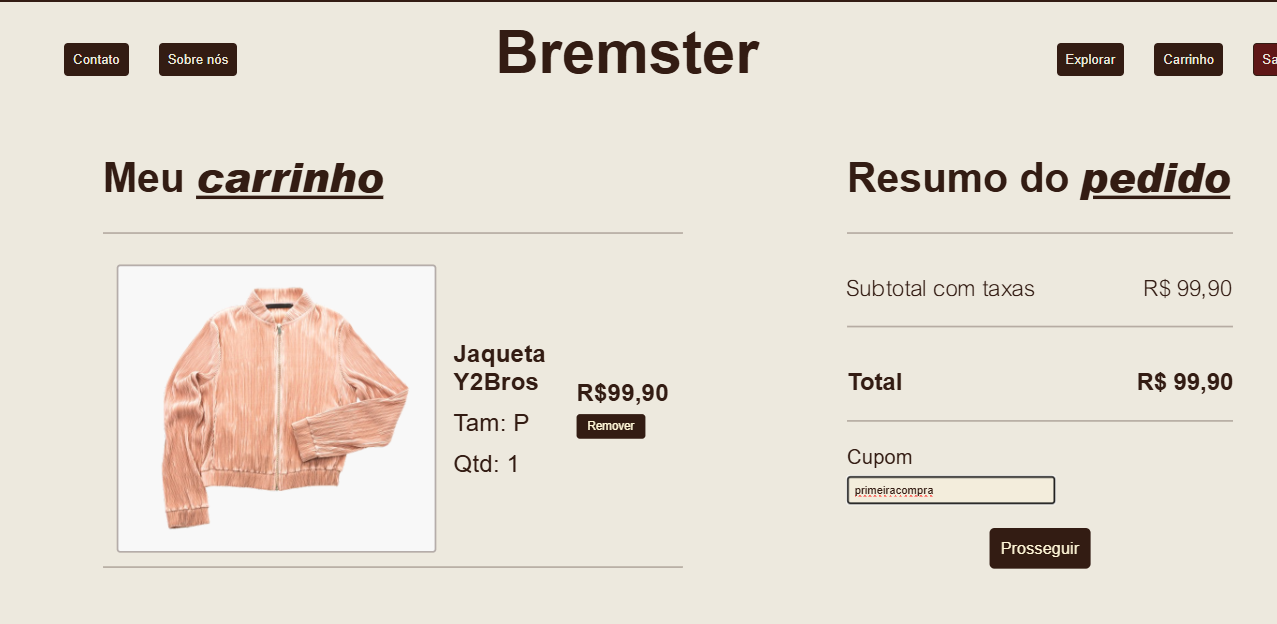 Contato
Sobre nós
Bremster
Explorar
Carrinho
Meu carrinho
Resumo do pedido
Jaqueta
Y2Bros
Tam: P
Qtd: 1
R$99,90
Remover
Subtotal com taxas R$ 99,90
Total R$ 99,90
Cupom
primeiracompra
Prosseguir